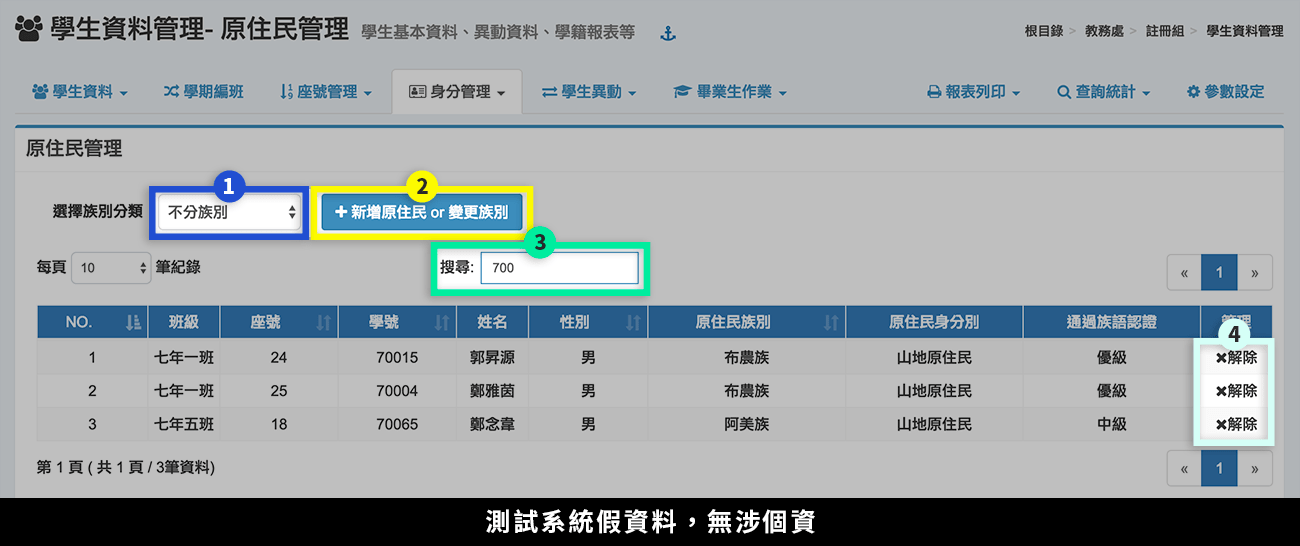 學生資料管理- 原住民管理 學生基本資料、異動資料、學籍報表等
根目錄 > 教務處 > 註冊組 > 學生資料管理
學生資料 學期編班 座號管理 身分管理 學生異動 畢業生作業 報表列印 查詢統計 參數設定
原住民管理
1 2
選擇族別分類 不分族別 + 新增原住民 or 變更族別
3
每頁 10 筆紀錄 搜尋: 700 « 1 »
NO. 班級 座號 學號 姓名 性別 原住民族別 原住民身分別 通過族語認證 管理
4
1 七年一班 24 70015 郭昇源 男 布農族 山地原住民 優級 ×解除
2 七年一班 25 70004 鄭雅茵 男 布農族 山地原住民 優級 ×解除
3 七年五班 18 70065 鄭念韋 男 阿美族 山地原住民 中級 ×解除
第 1 頁 ( 共 1 頁 / 3筆資料) « 1 »
測試系統假資料，無涉個資